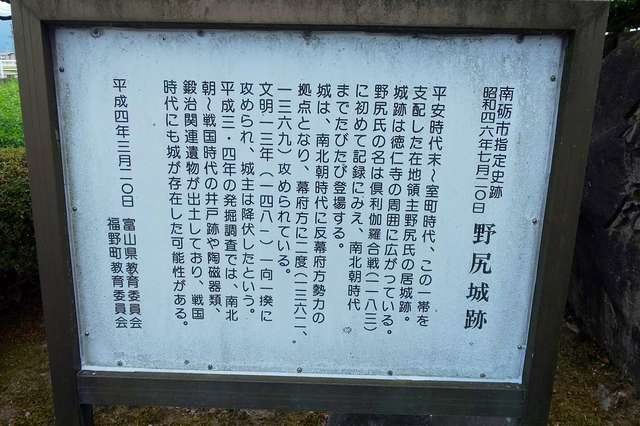 南砺市指定史跡
昭和四六年七月二〇日
野尻城跡
平安時代末～室町時代、この一帯を
支配した在地領主野尻氏の居城跡。
城跡は徳仁寺の周囲に広がっている。
野尻氏の名は倶利伽羅合戦（一一八三）
に初めて記録にみえ、南北朝時代
までたびたび登場する。
城は、南北朝時代に反幕府方勢力の
拠点となり、幕府方に二度（一三六二、
一三六九）攻められている。
文明一三年（一四八一）一向一揆に
攻められ、城主は降伏したという。
平成三・四年の発掘調査では、南北
朝～戦国時代の井戸跡や陶磁器類、
鍛冶関連遺物が出土しており、戦国
時代にも城が存在した可能性がある。
平成四年三月二〇日
富山県教育委員会
福野町教育委員会